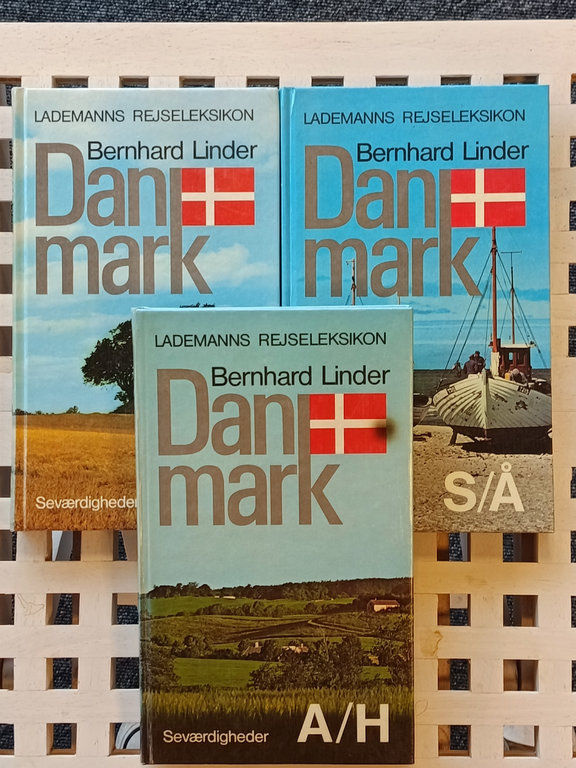 LADEMANNS REJSELEKSIKON
Bernhard Linder
Dan
mark
Seværdigheder
LADEMANNS REJSELEKSIKON
Bernhard Linder
Dan
mark
S/Å
LADEMANNS REJSELEKSIKON
Bernhard Linder
Dan
mark
A/H
Seværdigheder